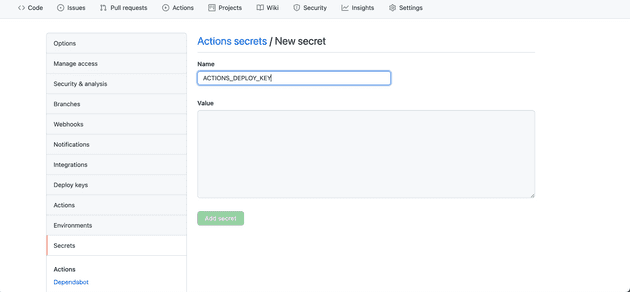 Code Issues Pull requests Actions Projects Wiki Security Insights Settings
Options
Manage access
Security & analysis
Branches
Webhooks
Notifications
Integrations
Deploy keys
Actions
Environments
Secrets
Actions
Dependabot
Actions secrets / New secret
Name
ACTIONS_DEPLOY_KEY
Value
Add secret